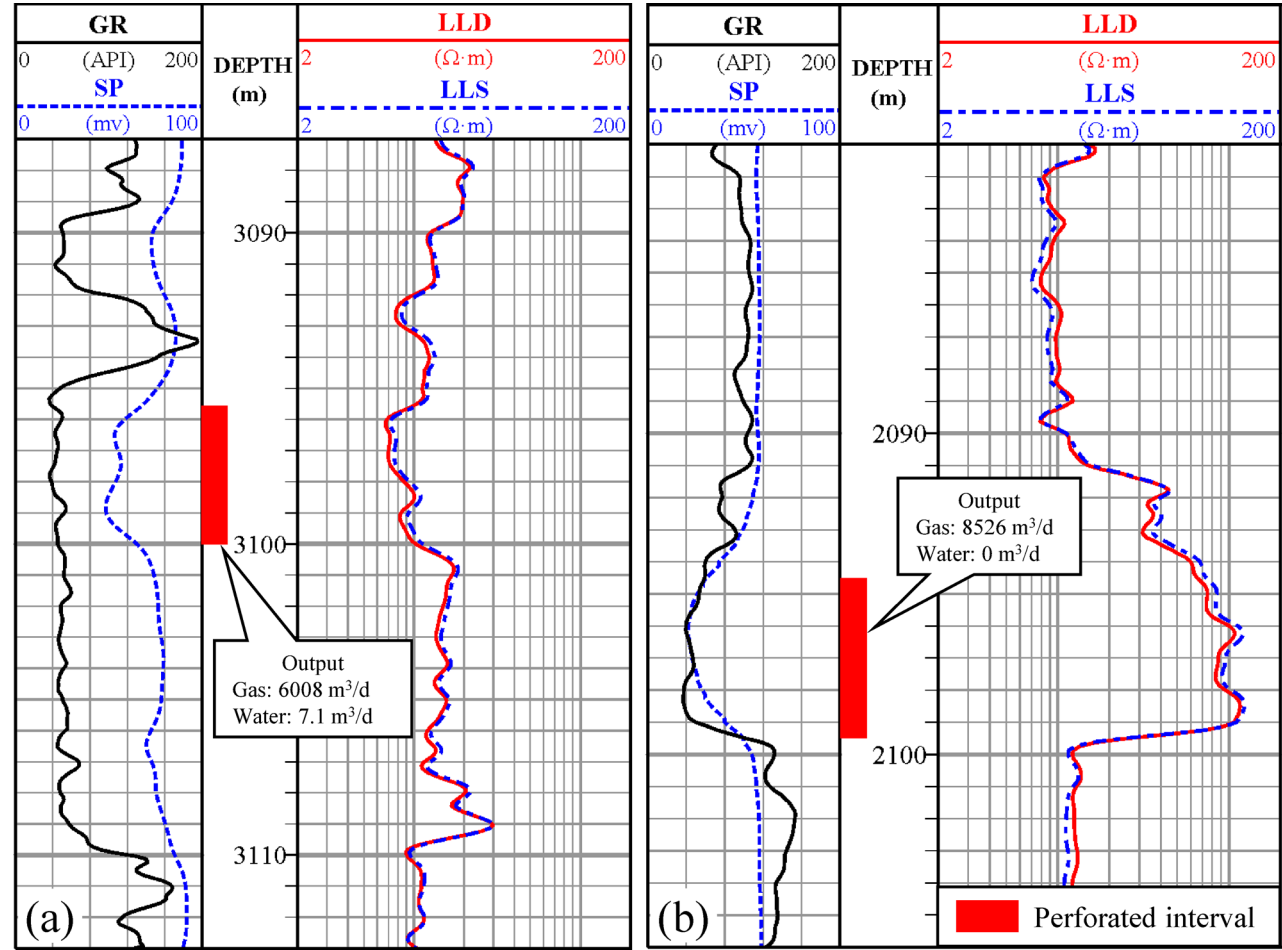 GR
0 (API) 200
SP
0 (mv) 100
DEPTH
(m)
LLD
2 (Ω·m) 200
LLS
2 (Ω·m) 200
3090
3100
3110
Output
Gas: 6008 m³/d
Water: 7.1 m³/d
(a)
GR
0 (API) 200
SP
0 (mv) 100
DEPTH
(m)
LLD
2 (Ω·m) 200
LLS
2 (Ω·m) 200
2090
2100
Output
Gas: 8526 m³/d
Water: 0 m³/d
(b)
Perforated interval